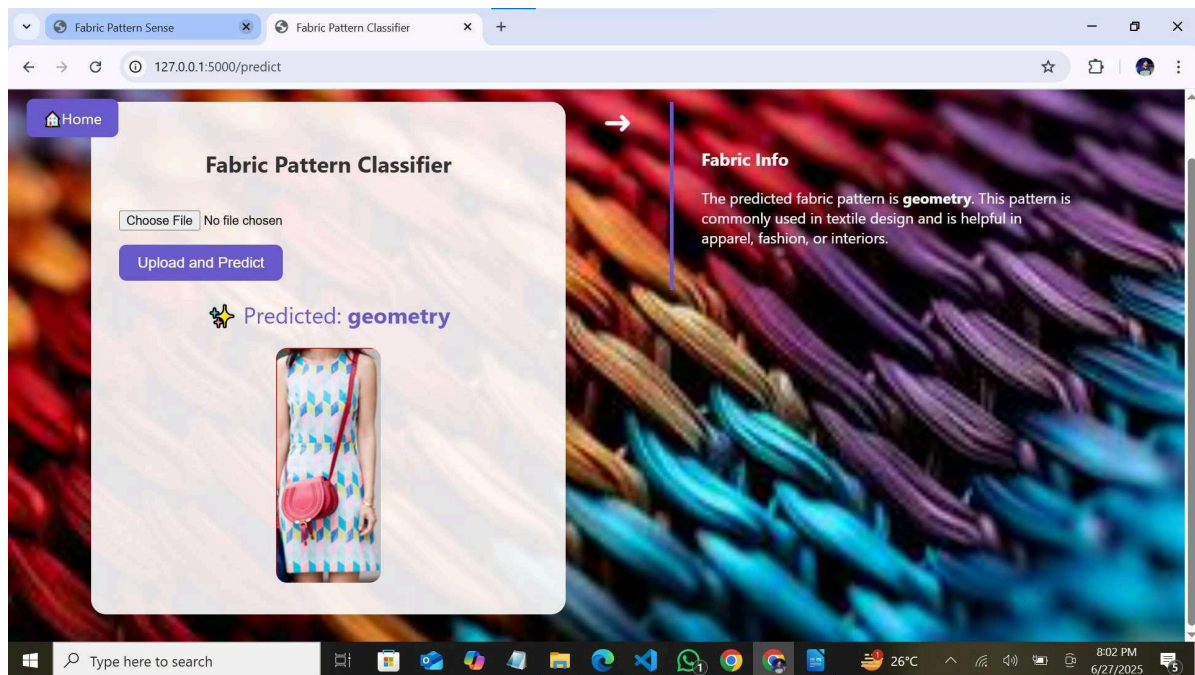 Fabric Pattern Sense
Fabric Pattern Classifier
127.0.0.1:5000/predict
Home
Fabric Pattern Classifier
Choose File No file chosen
Upload and Predict
Predicted: geometry
Fabric Info
The predicted fabric pattern is geometry. This pattern is
commonly used in textile design and is helpful in
apparel, fashion, or interiors.
Type here to search
1
1
26°C
8:02 PM
6/27/2025
5